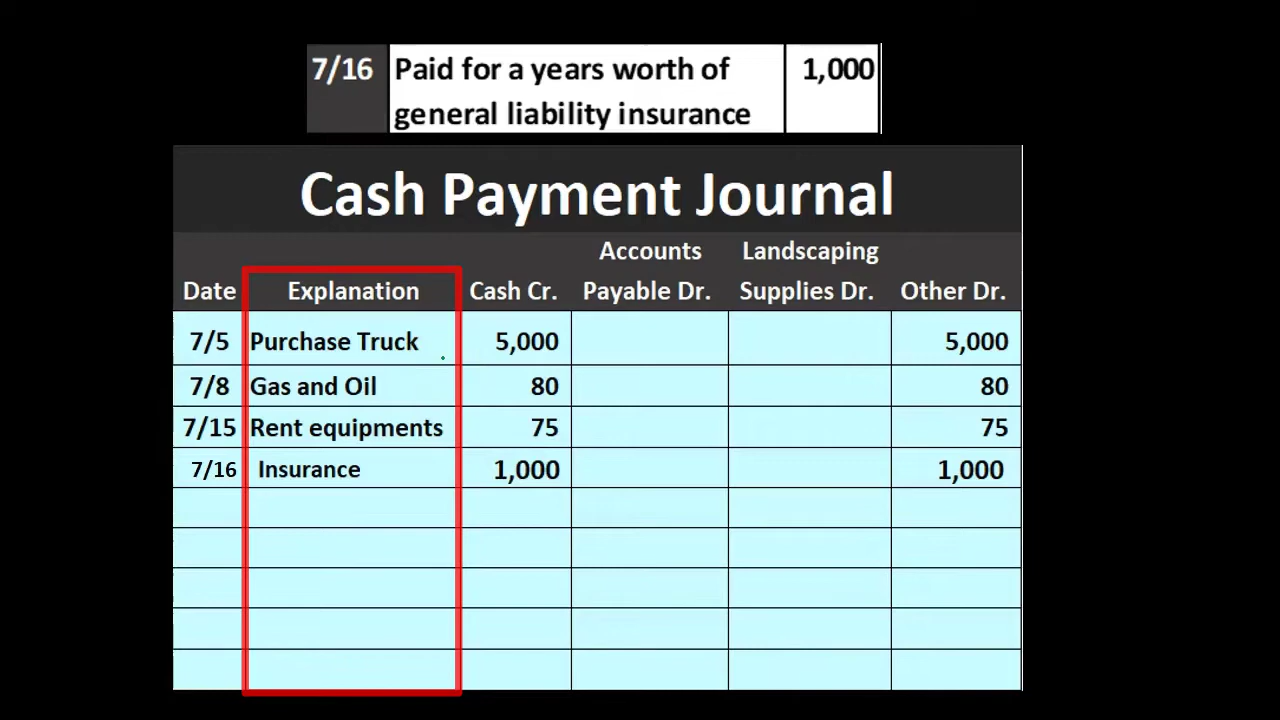 7/16 Paid for a years worth of 1,000
general liability insurance
Cash Payment Journal
Accounts Landscaping
Date Explanation Cash Cr. Payable Dr. Supplies Dr. Other Dr.
7/5 Purchase Truck 5,000 5,000
7/8 Gas and Oil 80 80
7/15 Rent equipments 75 75
7/16 Insurance 1,000 1,000